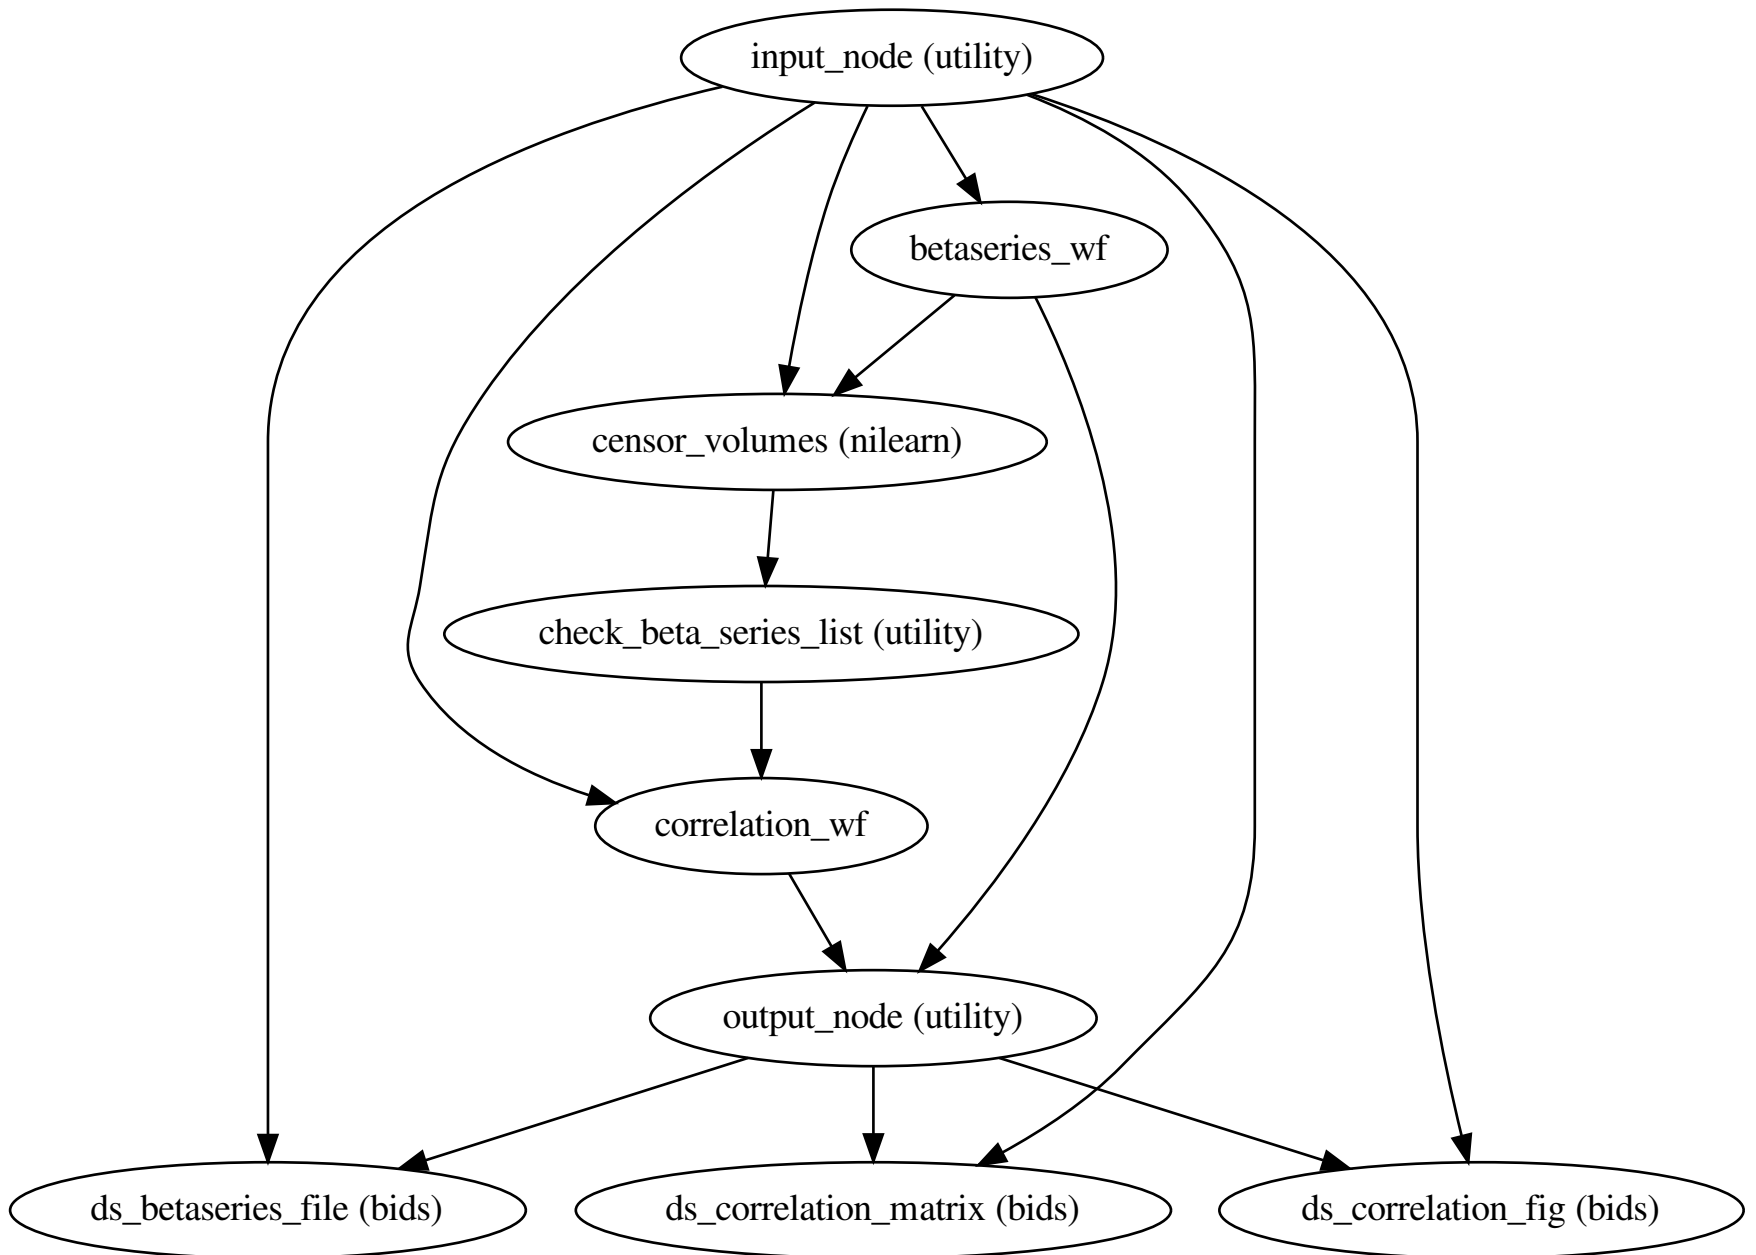 input_node (utility)
betaseries_wf
censor_volumes (nilearn)
check_beta_series_list (utility)
correlation_wf
output_node (utility)
ds_betaseries_file (bids)
ds_correlation_matrix (bids)
ds_correlation_fig (bids)